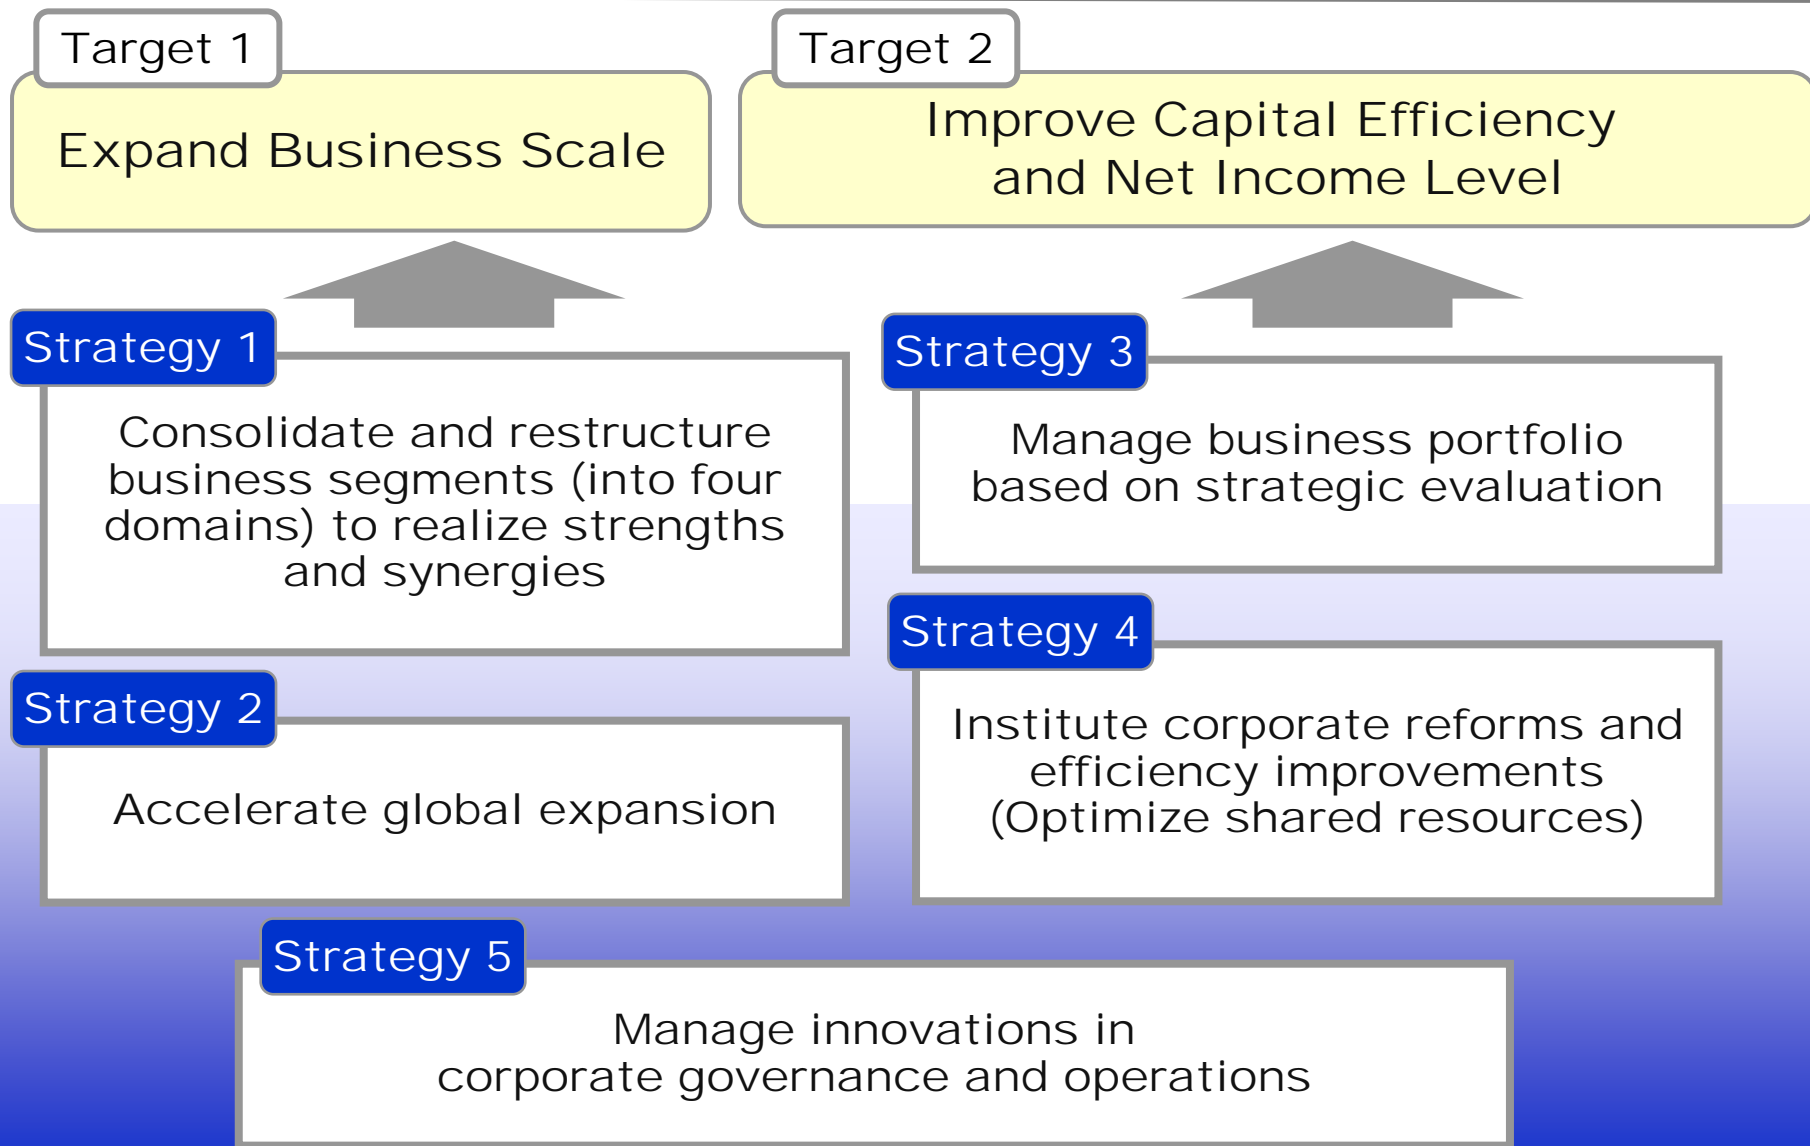 Target 1
Expand Business Scale
Target 2
Improve Capital Efficiency
and Net Income Level
Strategy 1
Consolidate and restructure
business segments (into four
domains) to realize strengths
and synergies
Strategy 2
Accelerate global expansion
Strategy 3
Manage business portfolio
based on strategic evaluation
Strategy 4
Institute corporate reforms and
efficiency improvements
(Optimize shared resources)
Strategy 5
Manage innovations in
corporate governance and operations